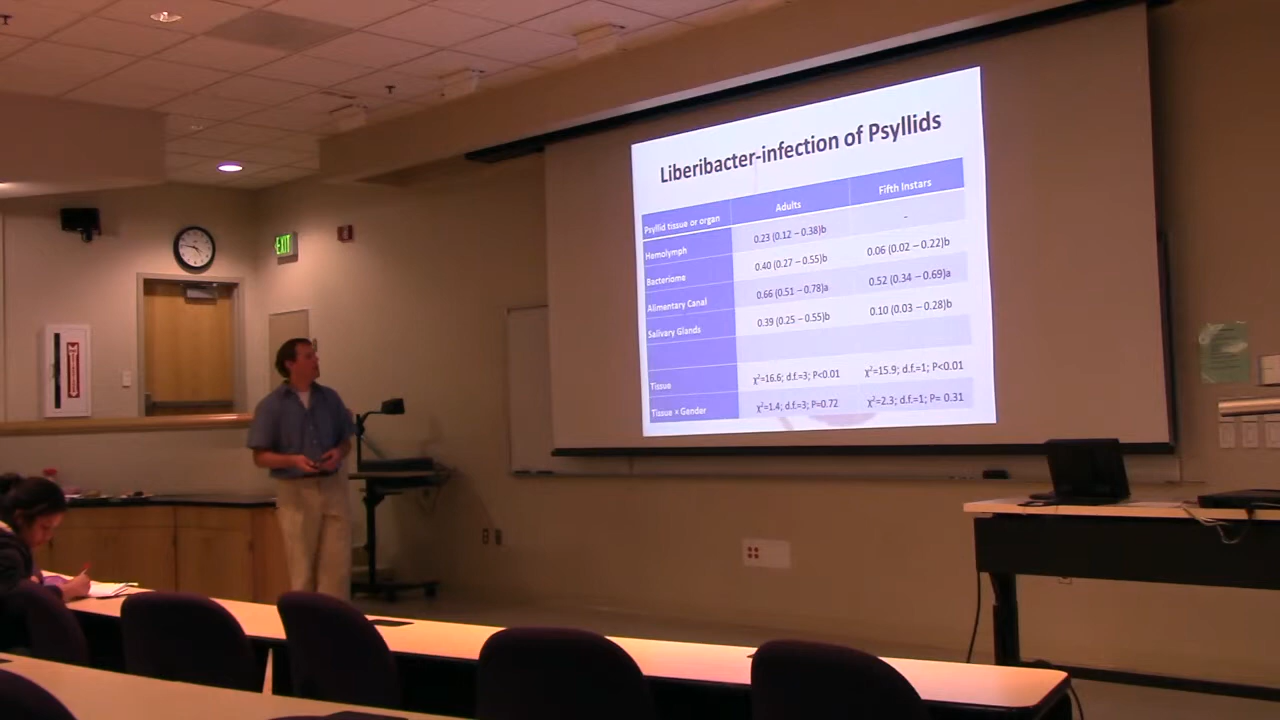 Liberibacter-infection of Psyllids
Psyllid tissue or organ Adults Fifth Instars
Hemolymph 0.23 (0.12 – 0.38)b -
Bacteriome 0.40 (0.27 – 0.55)b 0.06 (0.02 – 0.22)b
Alimentary Canal 0.66 (0.51 – 0.78)a 0.52 (0.34 – 0.69)a
Salivary Glands 0.39 (0.25 – 0.55)b 0.10 (0.03 – 0.28)b
Tissue χ²=16.6; d.f.=3; P<0.01 χ²=15.9; d.f.=1; P<0.01
Tissue × Gender χ²=1.4; d.f.=3; P=0.72 χ²=2.3; d.f.=1; P= 0.31
EXIT